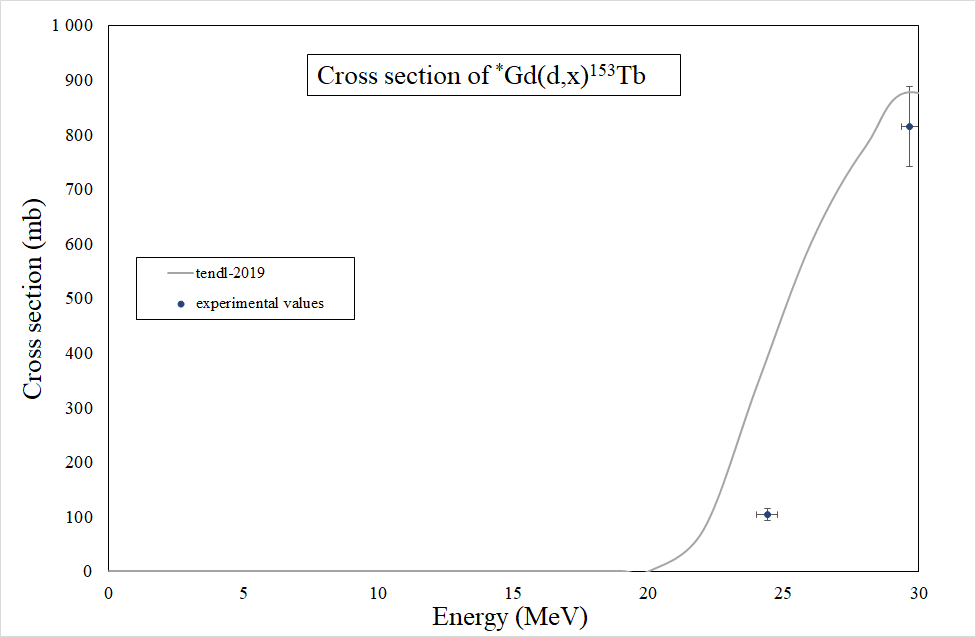 Cross section of *Gd(d,x)153Tb
Cross section (mb)
1 000
900
800
700
600
500
400
300
200
100
0
tendl-2019
experimental values
0 5 10 15 20 25 30
Energy (MeV)